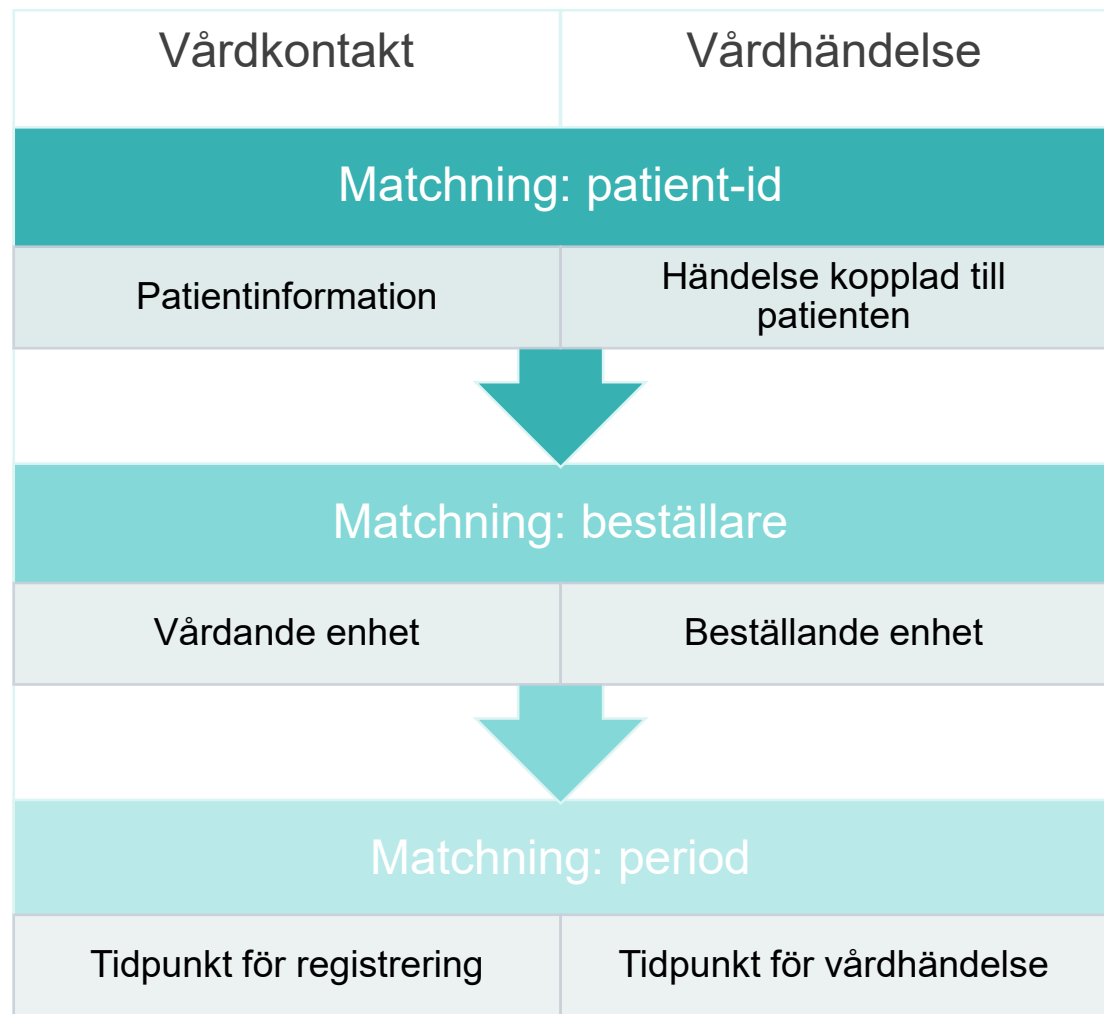 Vårdkontakt
Vårdhändelse
Matchning: patient-id
Patientinformation
Händelse kopplad till
patienten
Matchning: beställare
Vårdande enhet
Beställande enhet
Matchning: period
Tidpunkt för registrering
Tidpunkt för vårdhändelse